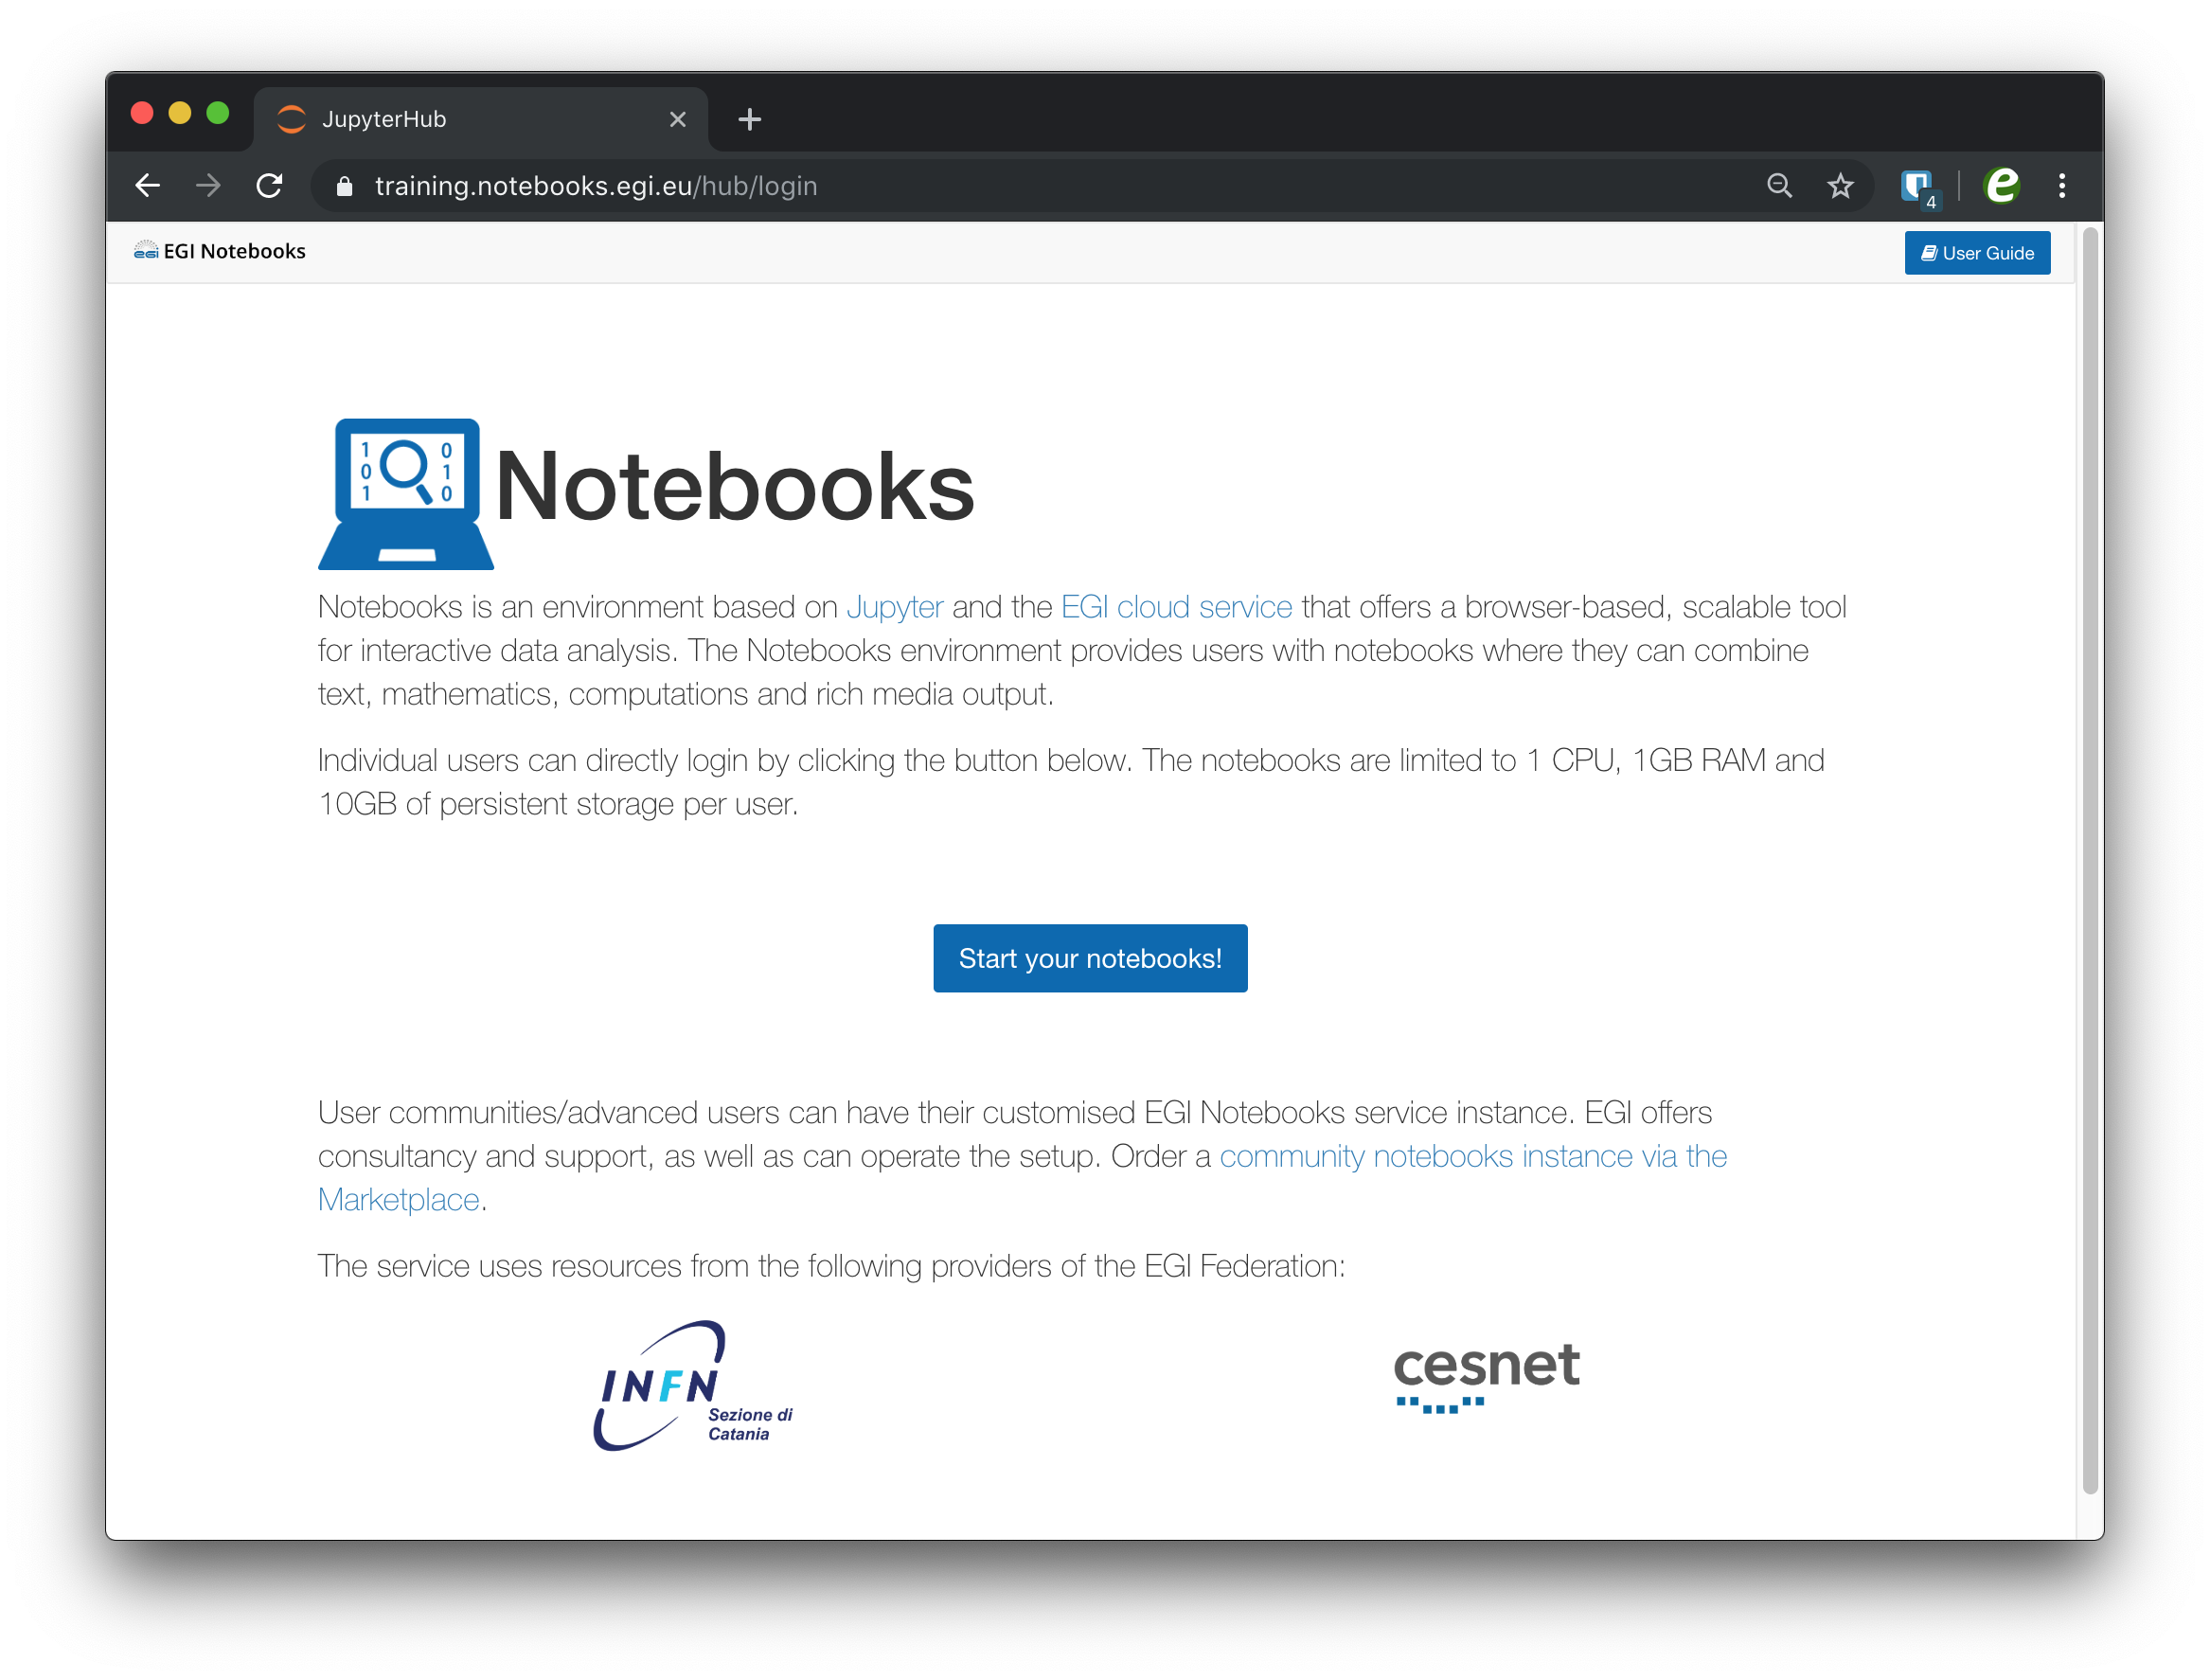 JupyterHub
training.notebooks.egi.eu/hub/login
4
e
egi EGI Notebooks
User Guide
1 0
0 1
1 0
Notebooks
Notebooks is an environment based on Jupyter and the EGI cloud service that offers a browser-based, scalable tool
for interactive data analysis. The Notebooks environment provides users with notebooks where they can combine
text, mathematics, computations and rich media output.
Individual users can directly login by clicking the button below. The notebooks are limited to 1 CPU, 1GB RAM and
10GB of persistent storage per user.
Start your notebooks!
User communities/advanced users can have their customised EGI Notebooks service instance. EGI offers
consultancy and support, as well as can operate the setup. Order a community notebooks instance via the
Marketplace.
The service uses resources from the following providers of the EGI Federation:
INFN
Sezione di
Catania
cesnet